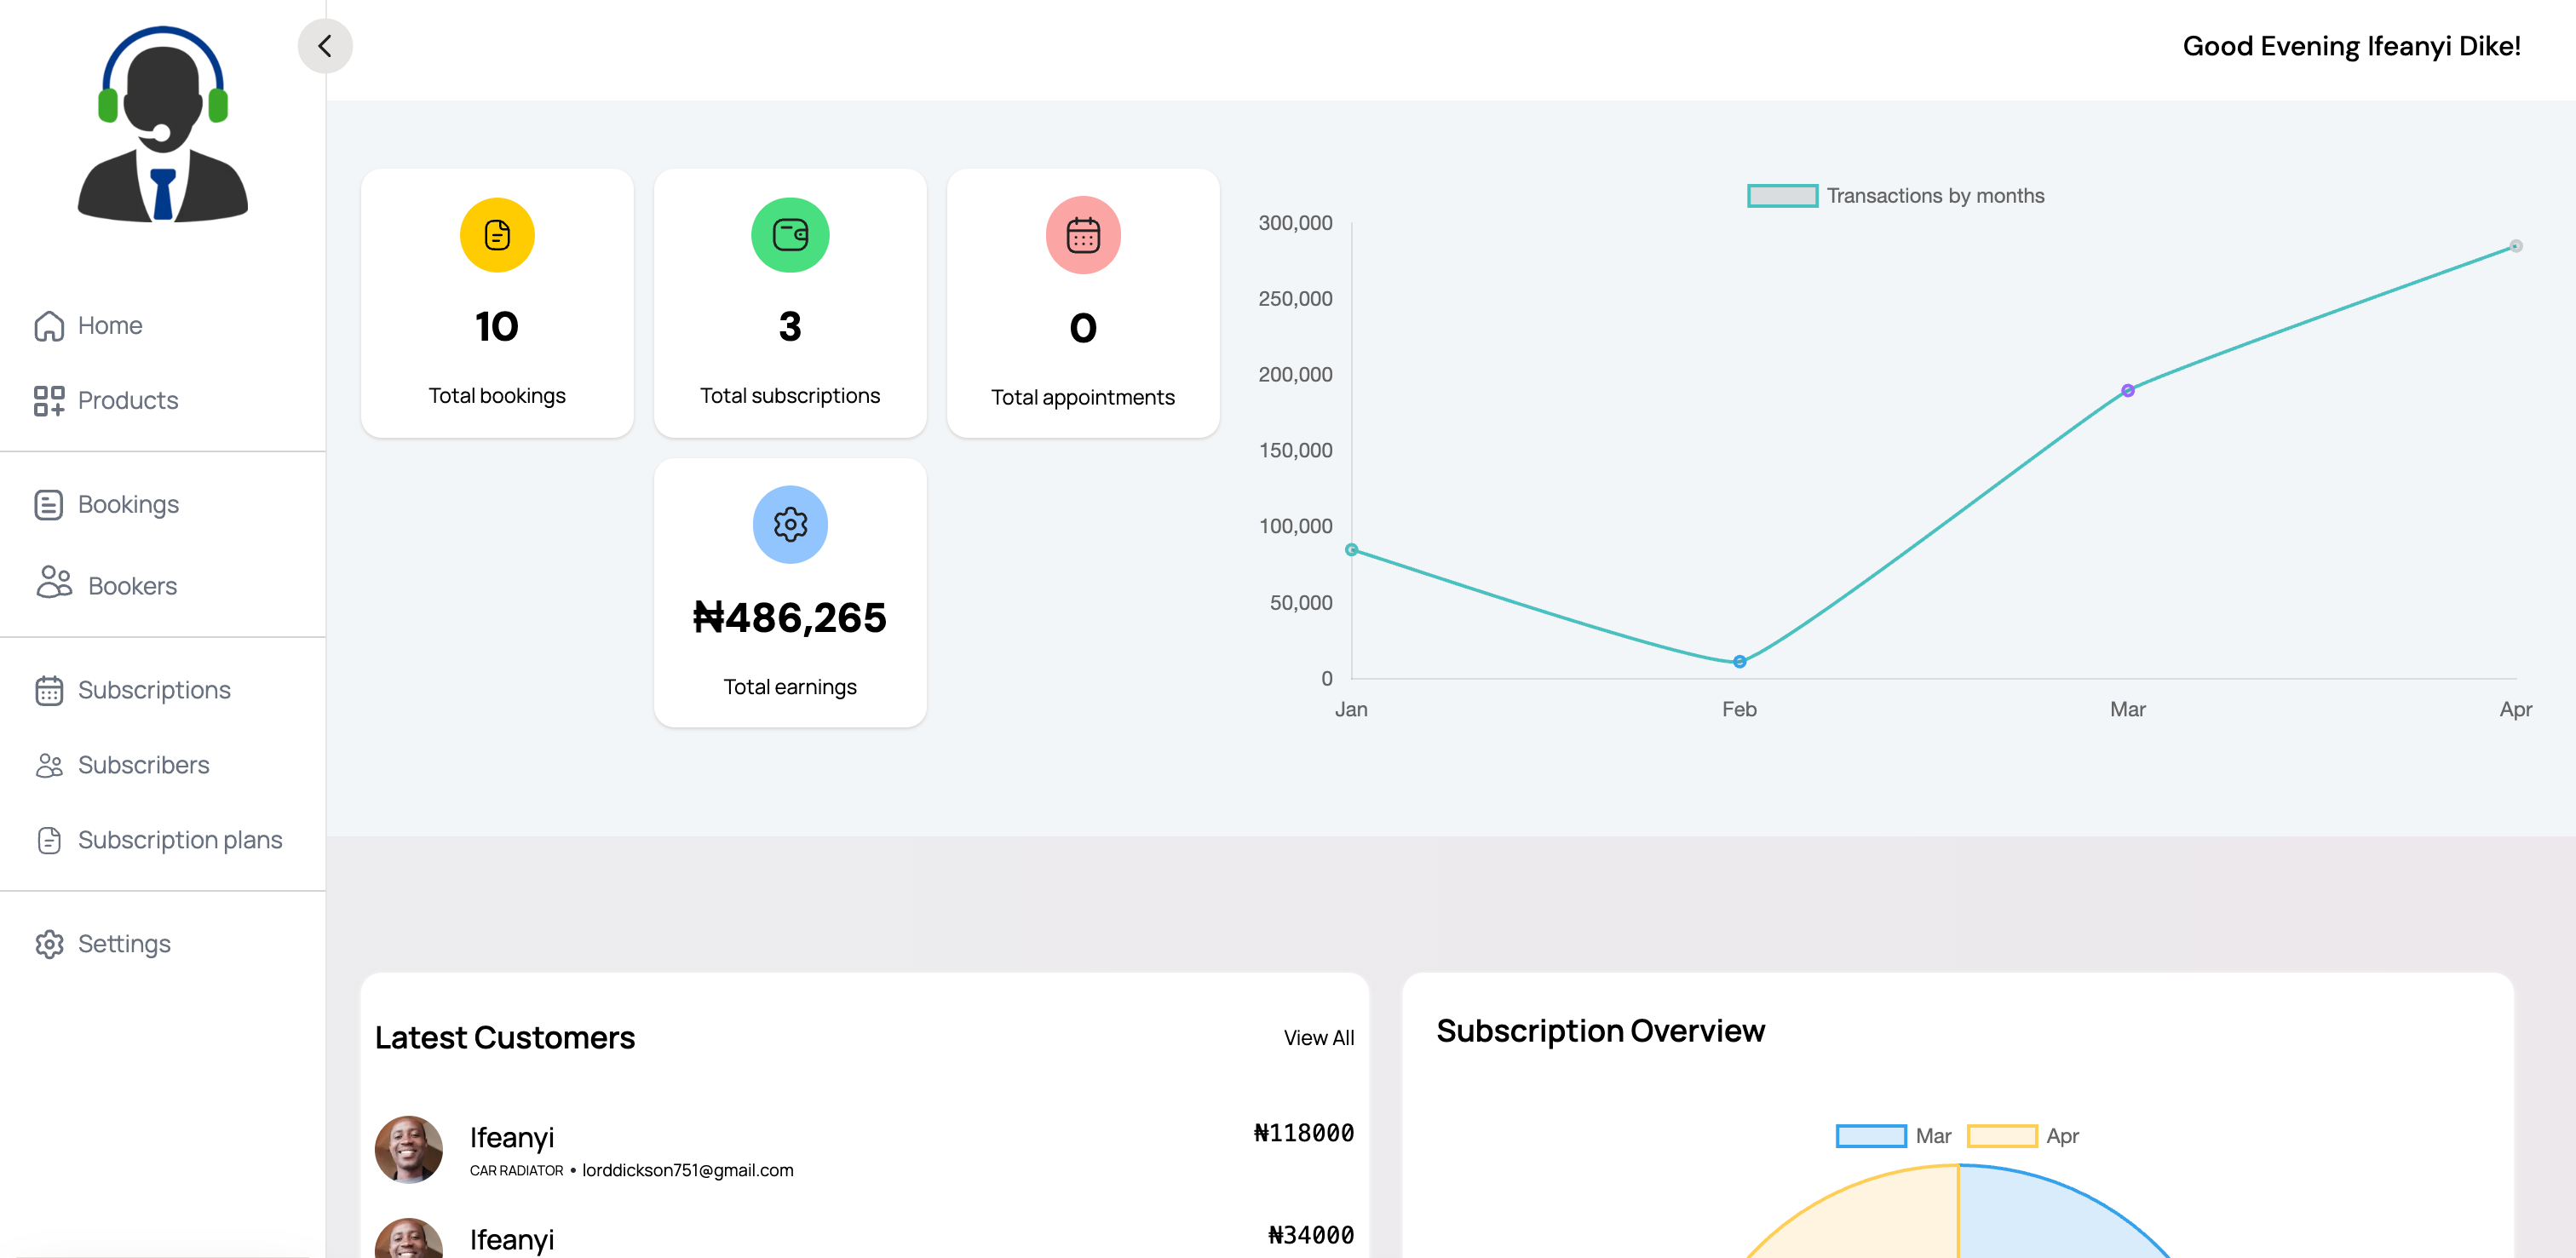 Good Evening Ifeanyi Dike!
Home
Products
Bookings
Bookers
Subscriptions
Subscribers
Subscription plans
Settings
10
Total bookings
3
Total subscriptions
0
Total appointments
₦486,265
Total earnings
Transactions by months
300,000
250,000
200,000
150,000
100,000
50,000
0
Jan Feb Mar Apr
Latest Customers
View All
Ifeanyi
₦118000
CAR RADIATOR • lorddickson751@gmail.com
Ifeanyi
₦34000
Subscription Overview
Mar Apr